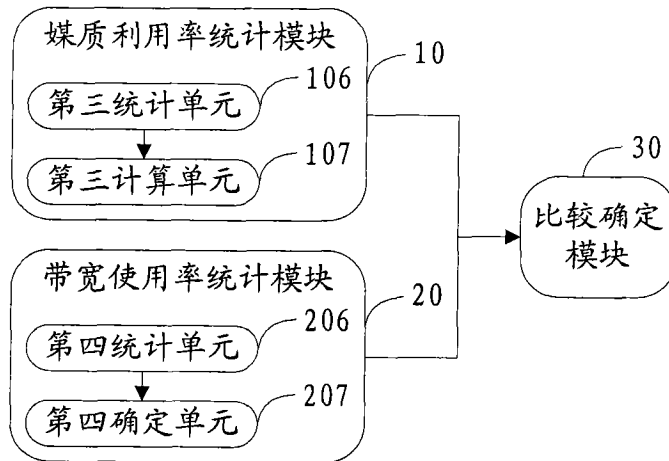 媒质利用率统计模块
10
第三统计单元
106
第三计算单元
107
带宽使用率统计模块
20
第四统计单元
206
第四确定单元
207
30
比较确定
模块